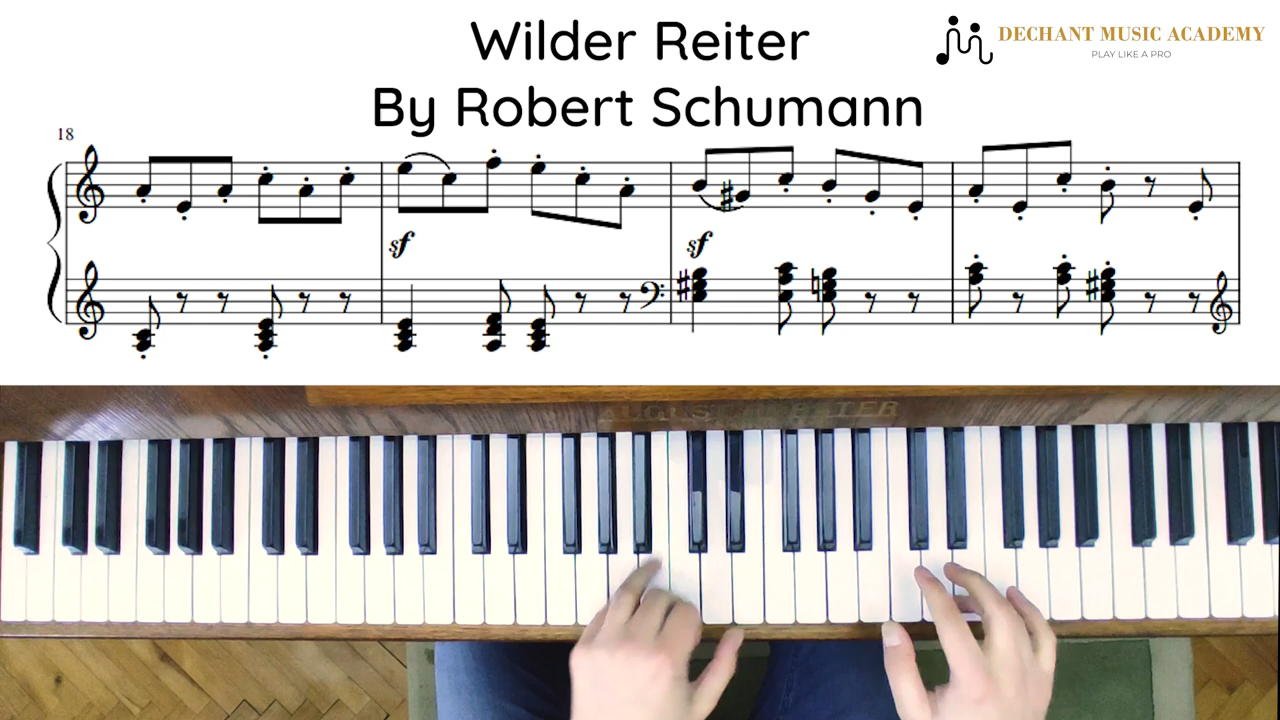 Wilder Reiter
By Robert Schumann
DECHANT MUSIC ACADEMY
PLAY LIKE A PRO
18
sf
sf